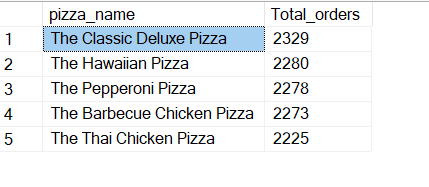 pizza_name Total_orders
1 The Classic Deluxe Pizza 2329
2 The Hawaiian Pizza 2280
3 The Pepperoni Pizza 2278
4 The Barbecue Chicken Pizza 2273
5 The Thai Chicken Pizza 2225